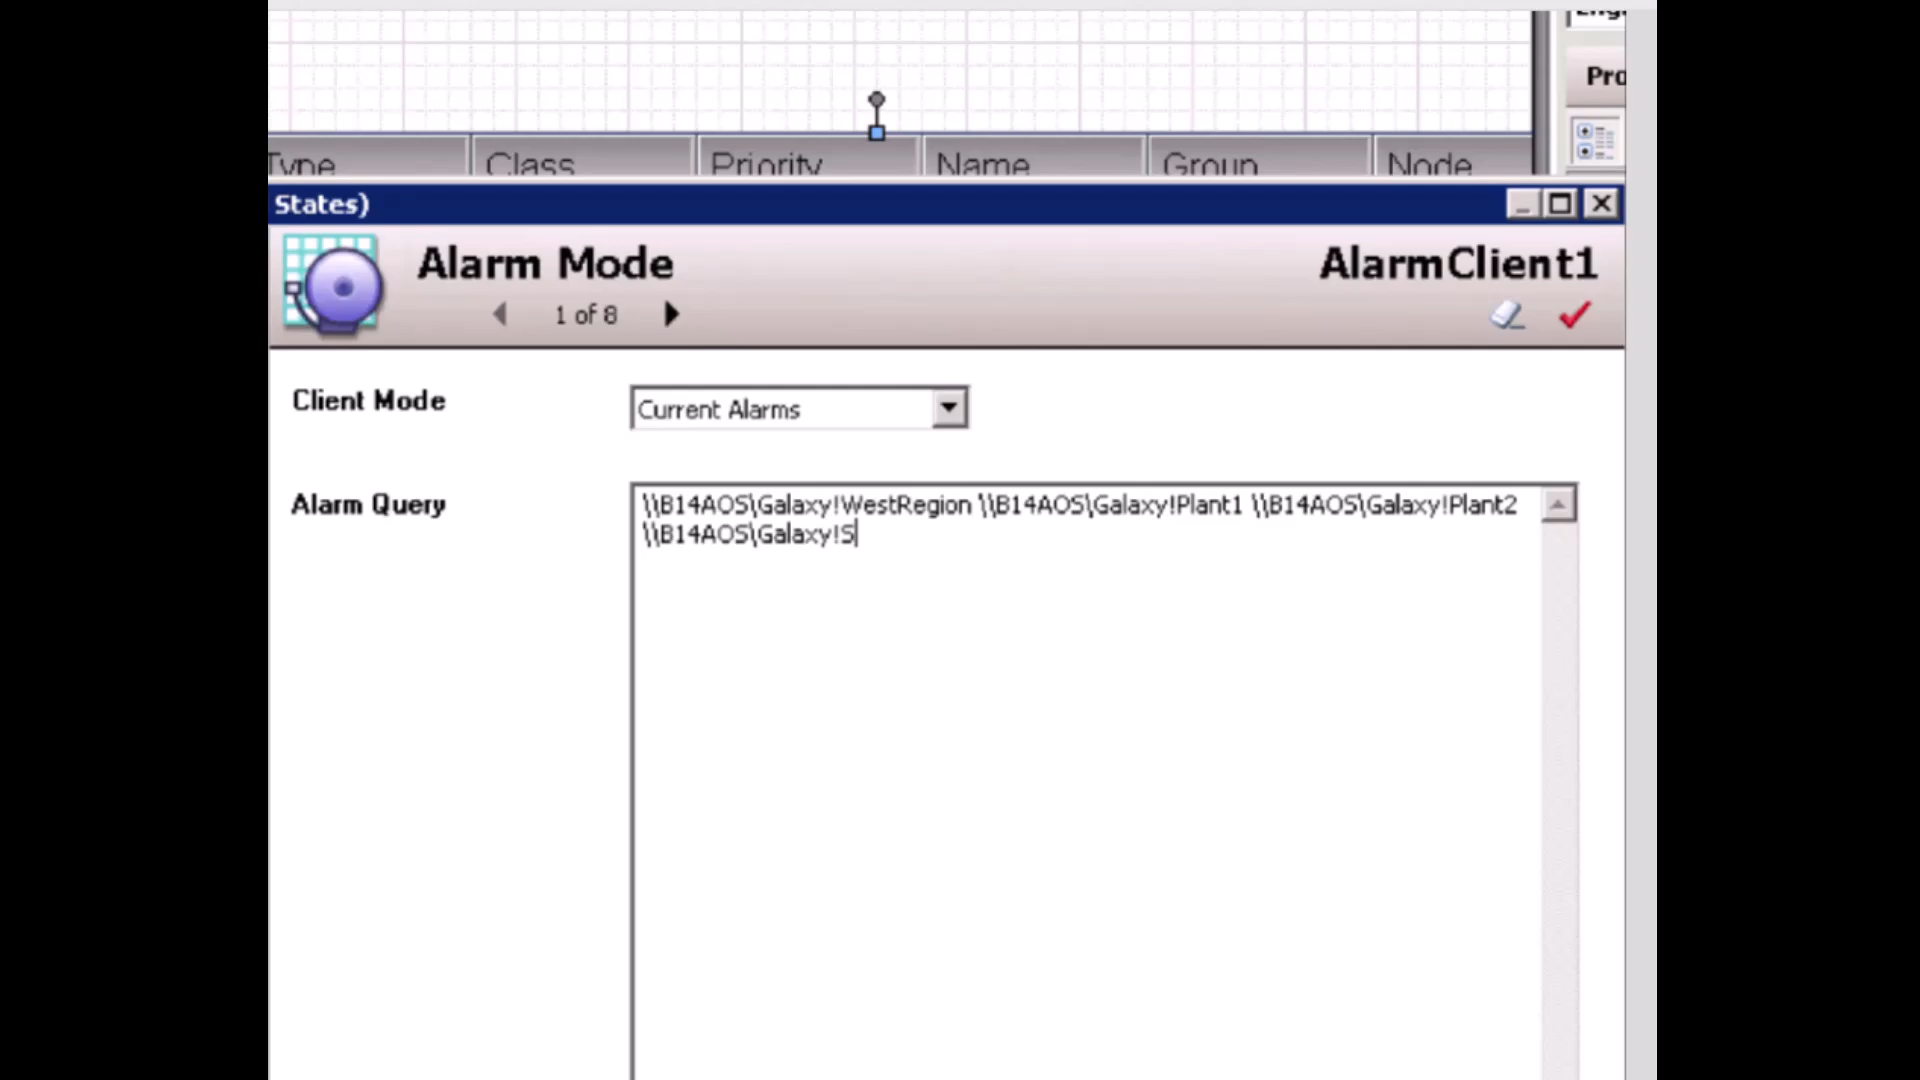 Pro
Type Class Priority Name Group Node
States)
Alarm Mode AlarmClient1
1 of 8
Client Mode Current Alarms
Alarm Query \\B14AOS\Galaxy!WestRegion \\B14AOS\Galaxy!Plant1 \\B14AOS\Galaxy!Plant2
\\B14AOS\Galaxy!S